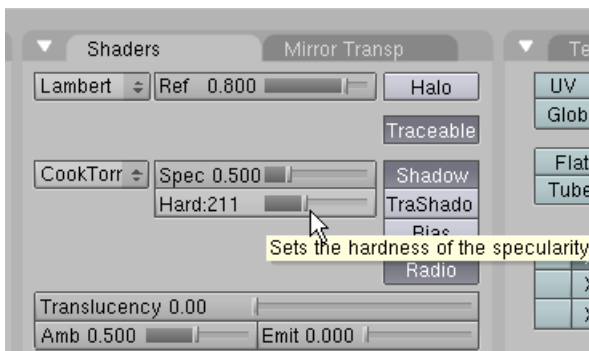 Shaders
Mirror Transp
Te
Lambert
Ref 0.800
Halo
UV
Glob
Traceable
CookTorr
Spec 0.500
Shadow
Flat
Hard:211
TraShado
Tube
Bias
Sets the hardness of the specularity
Radio
Translucency 0.00
Amb 0.500
Emit 0.000